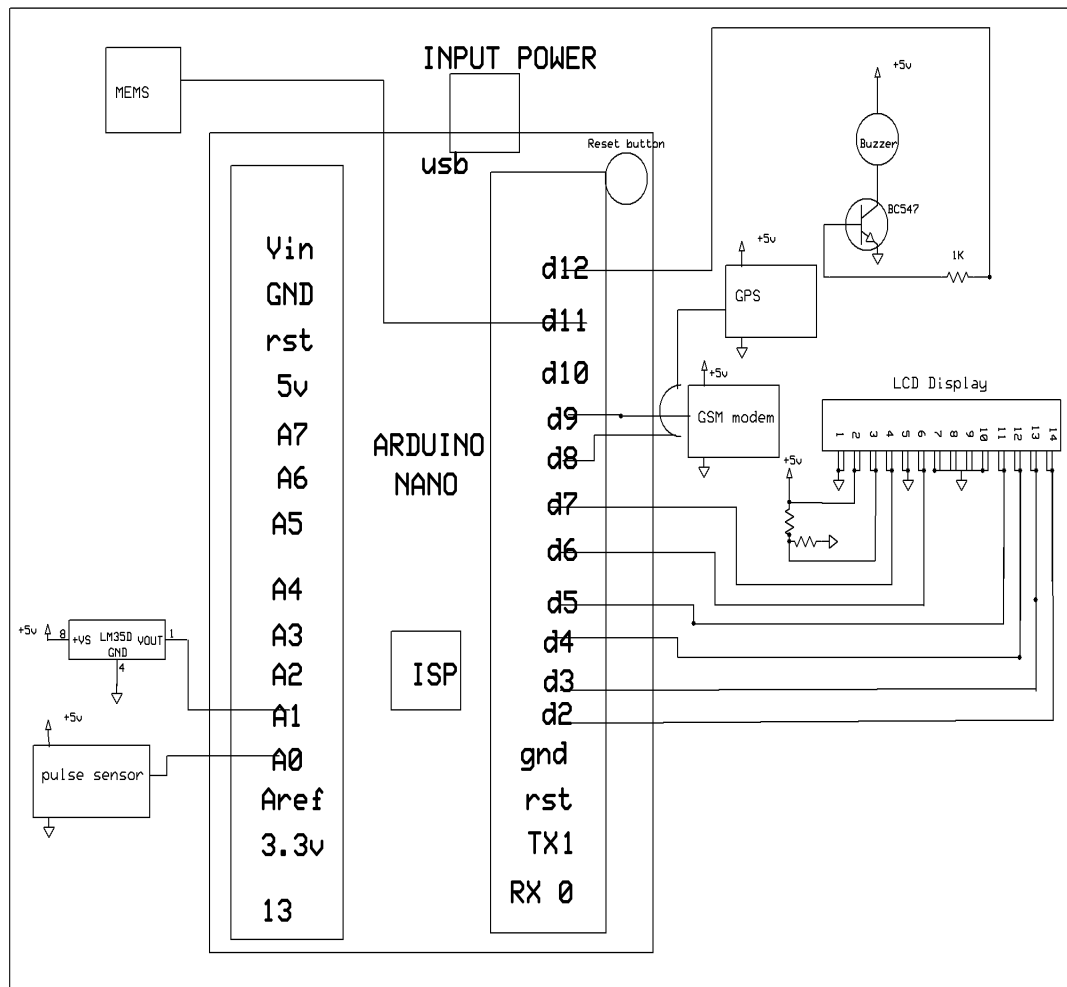 INPUT POWER
MEMS
usb
Reset button
+5v
Buzzer
BC547
1K
+5v
GPS
+5v
GSM modem
LCD Display
1 2 3 4 5 6 7 8 9 10 11 12 13 14
+5v
ARDUINO
NANO
ISP
Vin
GND
rst
5v
A7
A6
A5
A4
A3
A2
A1
A0
Aref
3.3v
13
d12
d11
d10
d9
d8
d7
d6
d5
d4
d3
d2
gnd
rst
TX1
RX 0
+5v
8 +VS LM35D VOUT 1
GND
4
+5v
pulse sensor